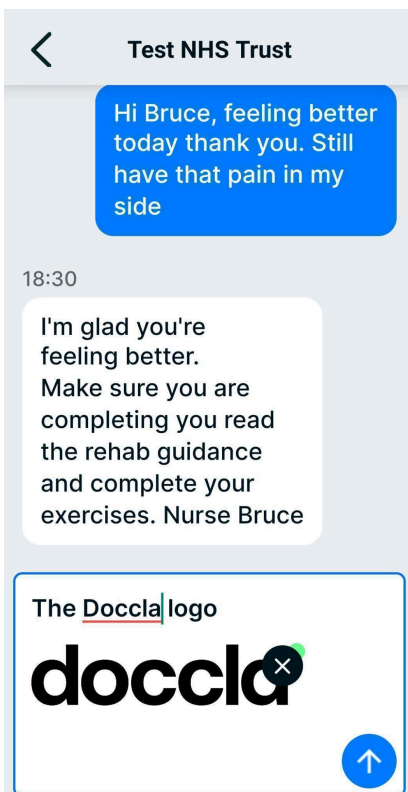 Test NHS Trust
Hi Bruce, feeling better
today thank you. Still
have that pain in my
side
18:30
I'm glad you're
feeling better.
Make sure you are
completing you read
the rehab guidance
and complete your
exercises. Nurse Bruce
The Doccla logo
doccla